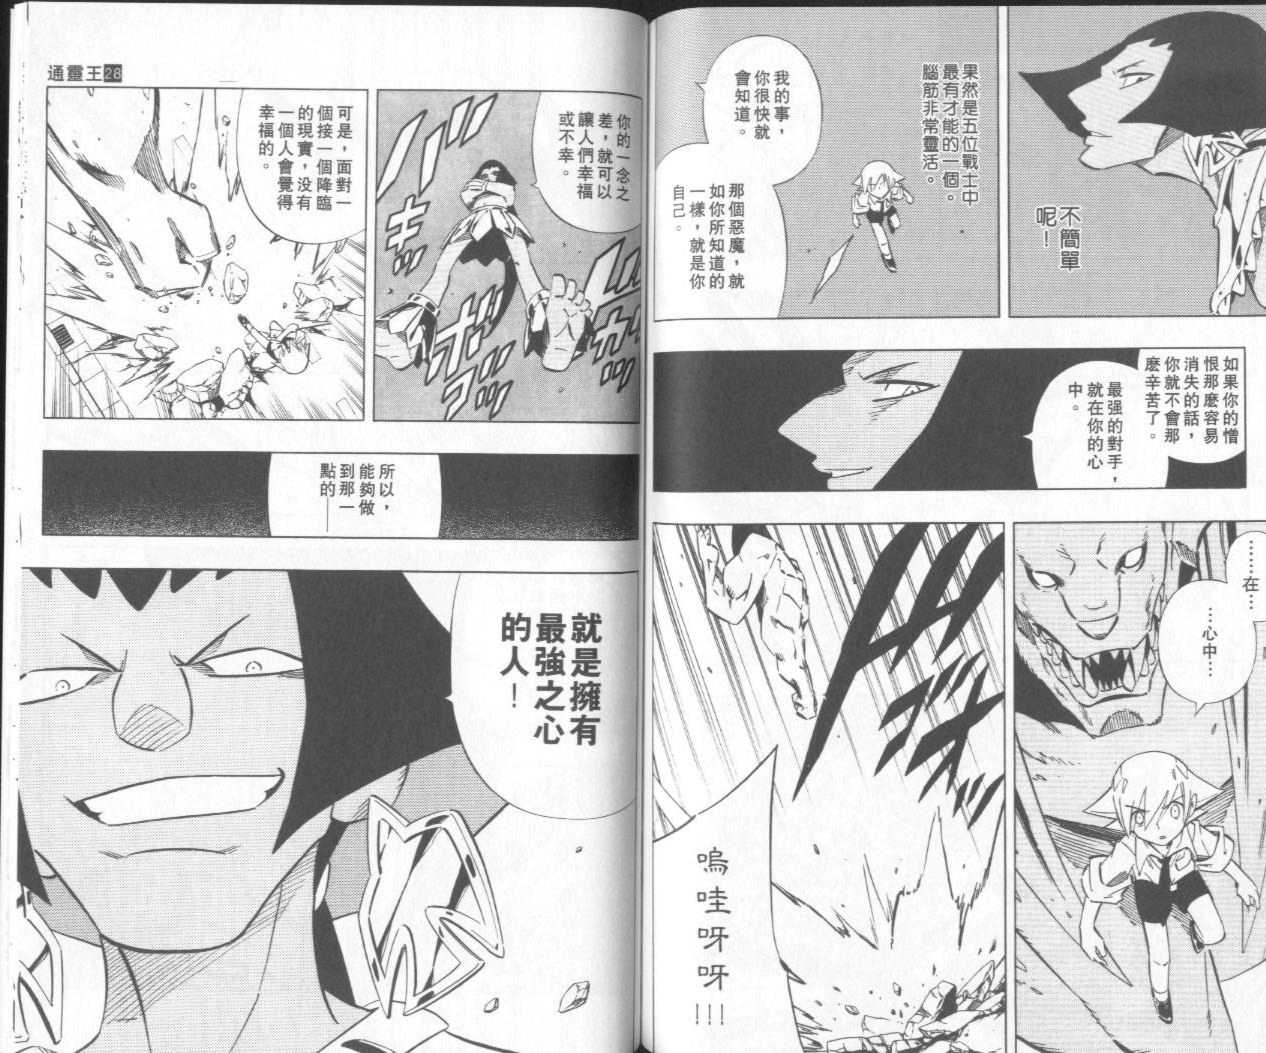 不簡單
呢！
果然是五位戰士中
最有才能的一個。
腦筋非常靈活。
我的事，
你很快就
會知道。
那個惡魔，就
如你所知道的
一樣，就是你
自己。
如果你的憎
恨那麼容易
消失的話，
你就不會那
麼辛苦了。
最强的對手，
就在你的心
中。
………在…
…心中…
嗚哇呀呀!!!
通靈王28
你的一念之
差，就可以
讓人們幸福
或不幸。
可是，面對一
個接一個降臨
的現實，没有
一個人會覺得
幸福的。
所以，
能夠做
到那一
點的——
就是擁有
最強之心
的人！